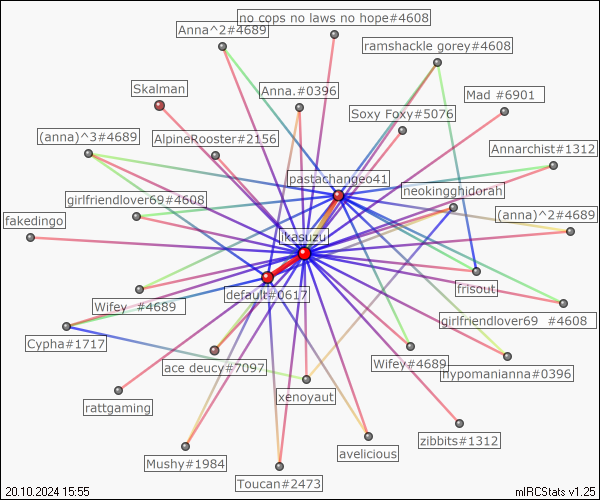 no cops no laws no hope#4608
Anna^2#4689
ramshackle gorey#4608
Skalman
Anna.#0396
Mad #6901
Soxy Foxy#5076
(anna)^3#4689
AlpineRooster#2156
Annarchist#1312
pastachangeo41
neokingghidorah
girlfriendlover69#4608
fakedingo
(anna)^2#4689
ikasuzu
default#0617
frisout
Wifey #4689
girlfriendlover69 #4608
Cypha#1717
ace deucy#7097
Wifey#4689
hypomanianna#0396
xenoyaut
rattgaming
avelicious
zibbits#1312
Mushy#1984
Toucan#2473
20.10.2024 15:55
mIRCStats v1.25